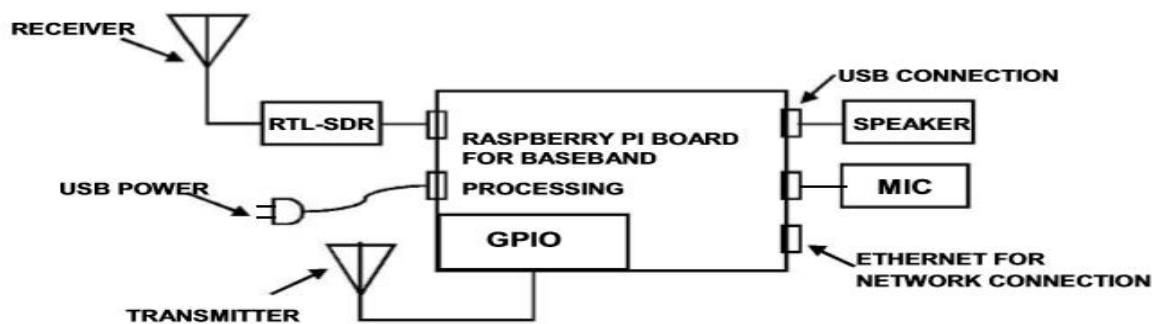 RECEIVER
RTL-SDR
USB POWER
TRANSMITTER
RASPBERRY PI BOARD
FOR BASEBAND
PROCESSING
GPIO
USB CONNECTION
SPEAKER
MIC
ETHERNET FOR
NETWORK CONNECTION